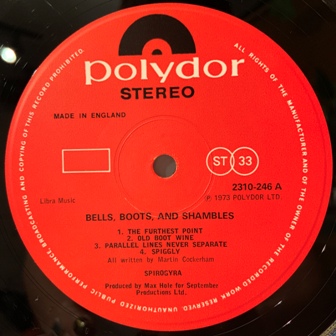 polydor
STEREO
MADE IN ENGLAND
ST 33
2310-246 A
Ⓟ 1973 POLYDOR LTD.
Libra Music
BELLS, BOOTS, AND SHAMBLES
1. THE FURTHEST POINT
2. OLD BOOT WINE
3. PARALLEL LINES NEVER SEPARATE
4. SPIGGLY
All written by Martin Cockerham
SPIROGYRA
Produced by Max Hole for September
Productions Ltd.
ALL RIGHTS OF THE MANUFACTURER AND OF THE OWNER OF THE RECORDED WORK RESERVED. UNAUTHORIZED PUBLIC PERFORMANCE, BROADCASTING AND COPYING OF THIS RECORD PROHIBITED.